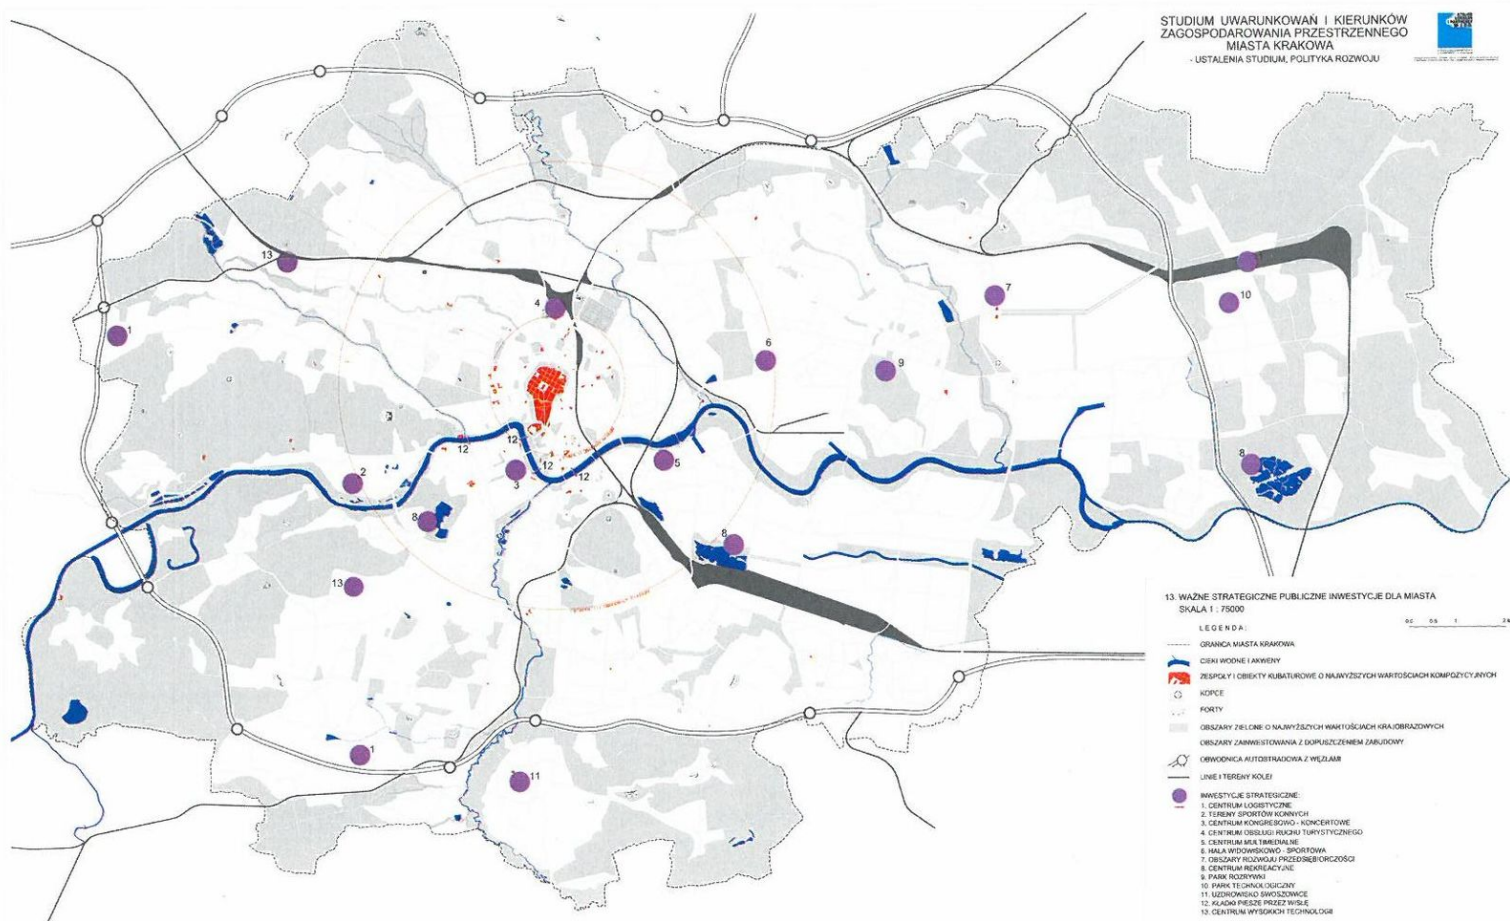 STUDIUM UWARUNKOWAŃ I KIERUNKÓW
ZAGOSPODAROWANIA PRZESTRZENNEGO
MIASTA KRAKOWA
- USTALENIA STUDIUM, POLITYKA ROZWOJU
13
4
7
10
1
6
9
12
12
2
12
3
12
5
8
8
8
13
1
11
13. WAŻNE STRATEGICZNE PUBLICZNE INWESTYCJE DLA MIASTA
SKALA 1 : 75000
LEGENDA:
GRANICA MIASTA KRAKOWA
CIEKI WODNE I AKWENY
ZESPOŁY I OBIEKTY KUBATUROWE O NAJWYŻSZYCH WARTOŚCIACH KOMPOZYCYJNYCH
KOPCE
FORTY
OBSZARY ZIELONE O NAJWYŻSZYCH WARTOŚCIACH KRAJOBRAZOWYCH
OBSZARY ZAINWESTOWANIA Z DOPUSZCZENIEM ZABUDOWY
OBWODNICA AUTOSTRADOWA Z WĘZŁAMI
LINIE I TERENY KOLEI
INWESTYCJE STRATEGICZNE:
1. CENTRUM LOGISTYCZNE
2. TERENY SPORTÓW KONNYCH
3. CENTRUM KONGRESOWO - KONCERTOWE
4. CENTRUM OBSŁUGI RUCHU TURYSTYCZNEGO
5. CENTRUM MULTIMEDIALNE
6. HALA WIDOWISKOWO - SPORTOWA
7. OBSZARY ROZWOJU PRZEDSIĘBIORCZOŚCI
8. CENTRUM REKREACYJNE
9. PARK ROZRYWKI
10. PARK TECHNOLOGICZNY
11. UZDROWISKO SWOSZOWICE
12. KŁADKI PIESZE PRZEZ WISŁĘ
13. CENTRUM WYSOKICH TECHNOLOGII